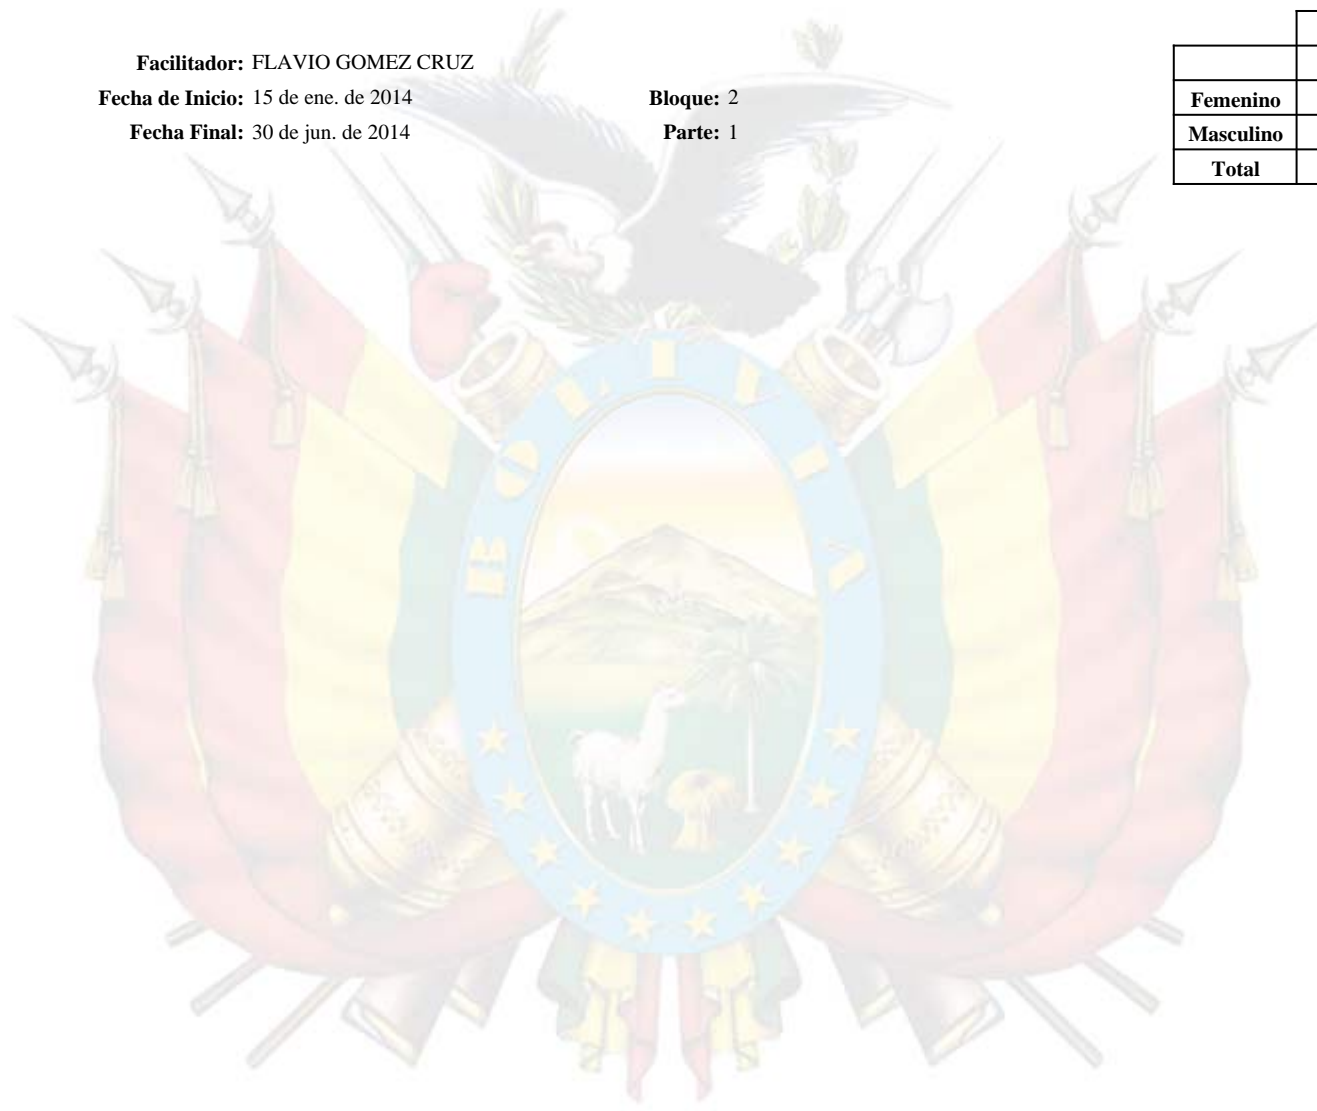 Facilitador: FLAVIO GOMEZ CRUZ
Fecha de Inicio: 15 de ene. de 2014 Bloque: 2
Fecha Final: 30 de jun. de 2014 Parte: 1
Femenino
Masculino
Total
BOLIVIA